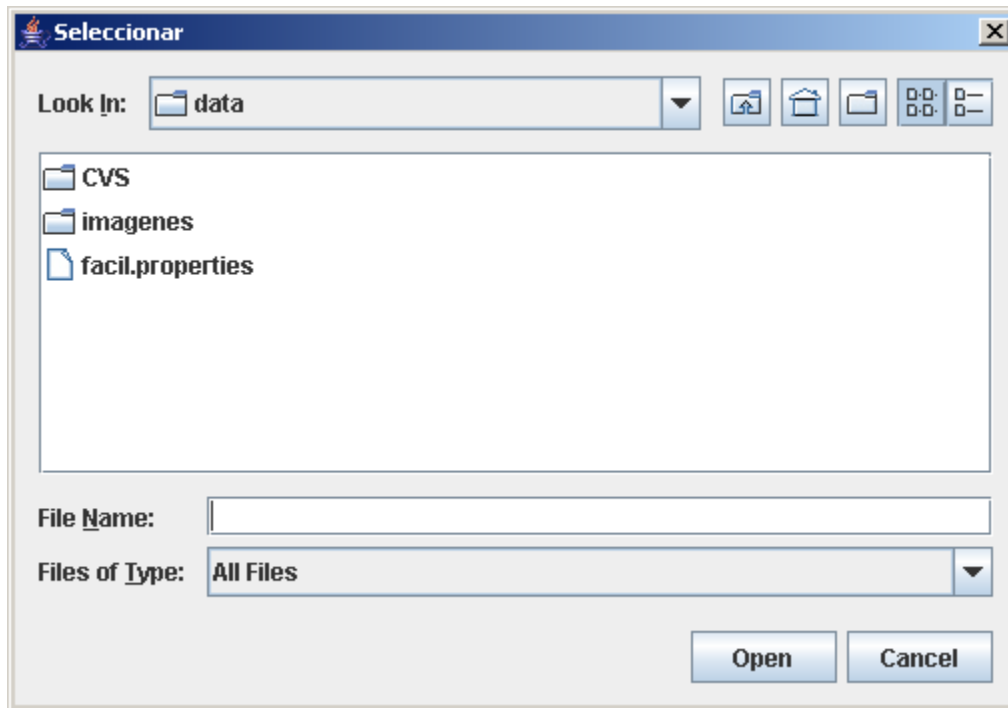 Seleccionar
Look In: data
CVS
imagenes
facil.properties
File Name:
Files of Type: All Files
Open Cancel